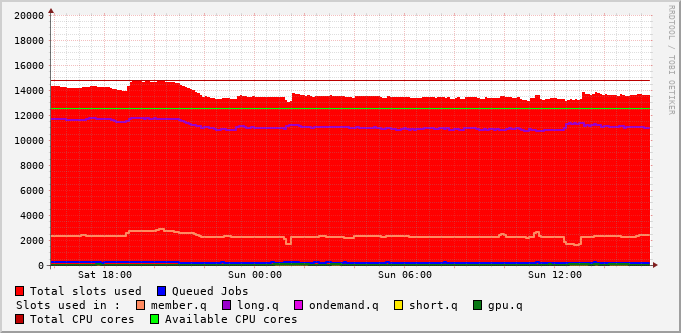 20000
18000
16000
14000
12000
10000
8000
6000
4000
2000
0
Sat 18:00 Sun 00:00 Sun 06:00 Sun 12:00
RRDTOOL / TOBI OETIKER
Total slots used Queued Jobs
Slots used in : member.q long.q ondemand.q short.q gpu.q
Total CPU cores Available CPU cores